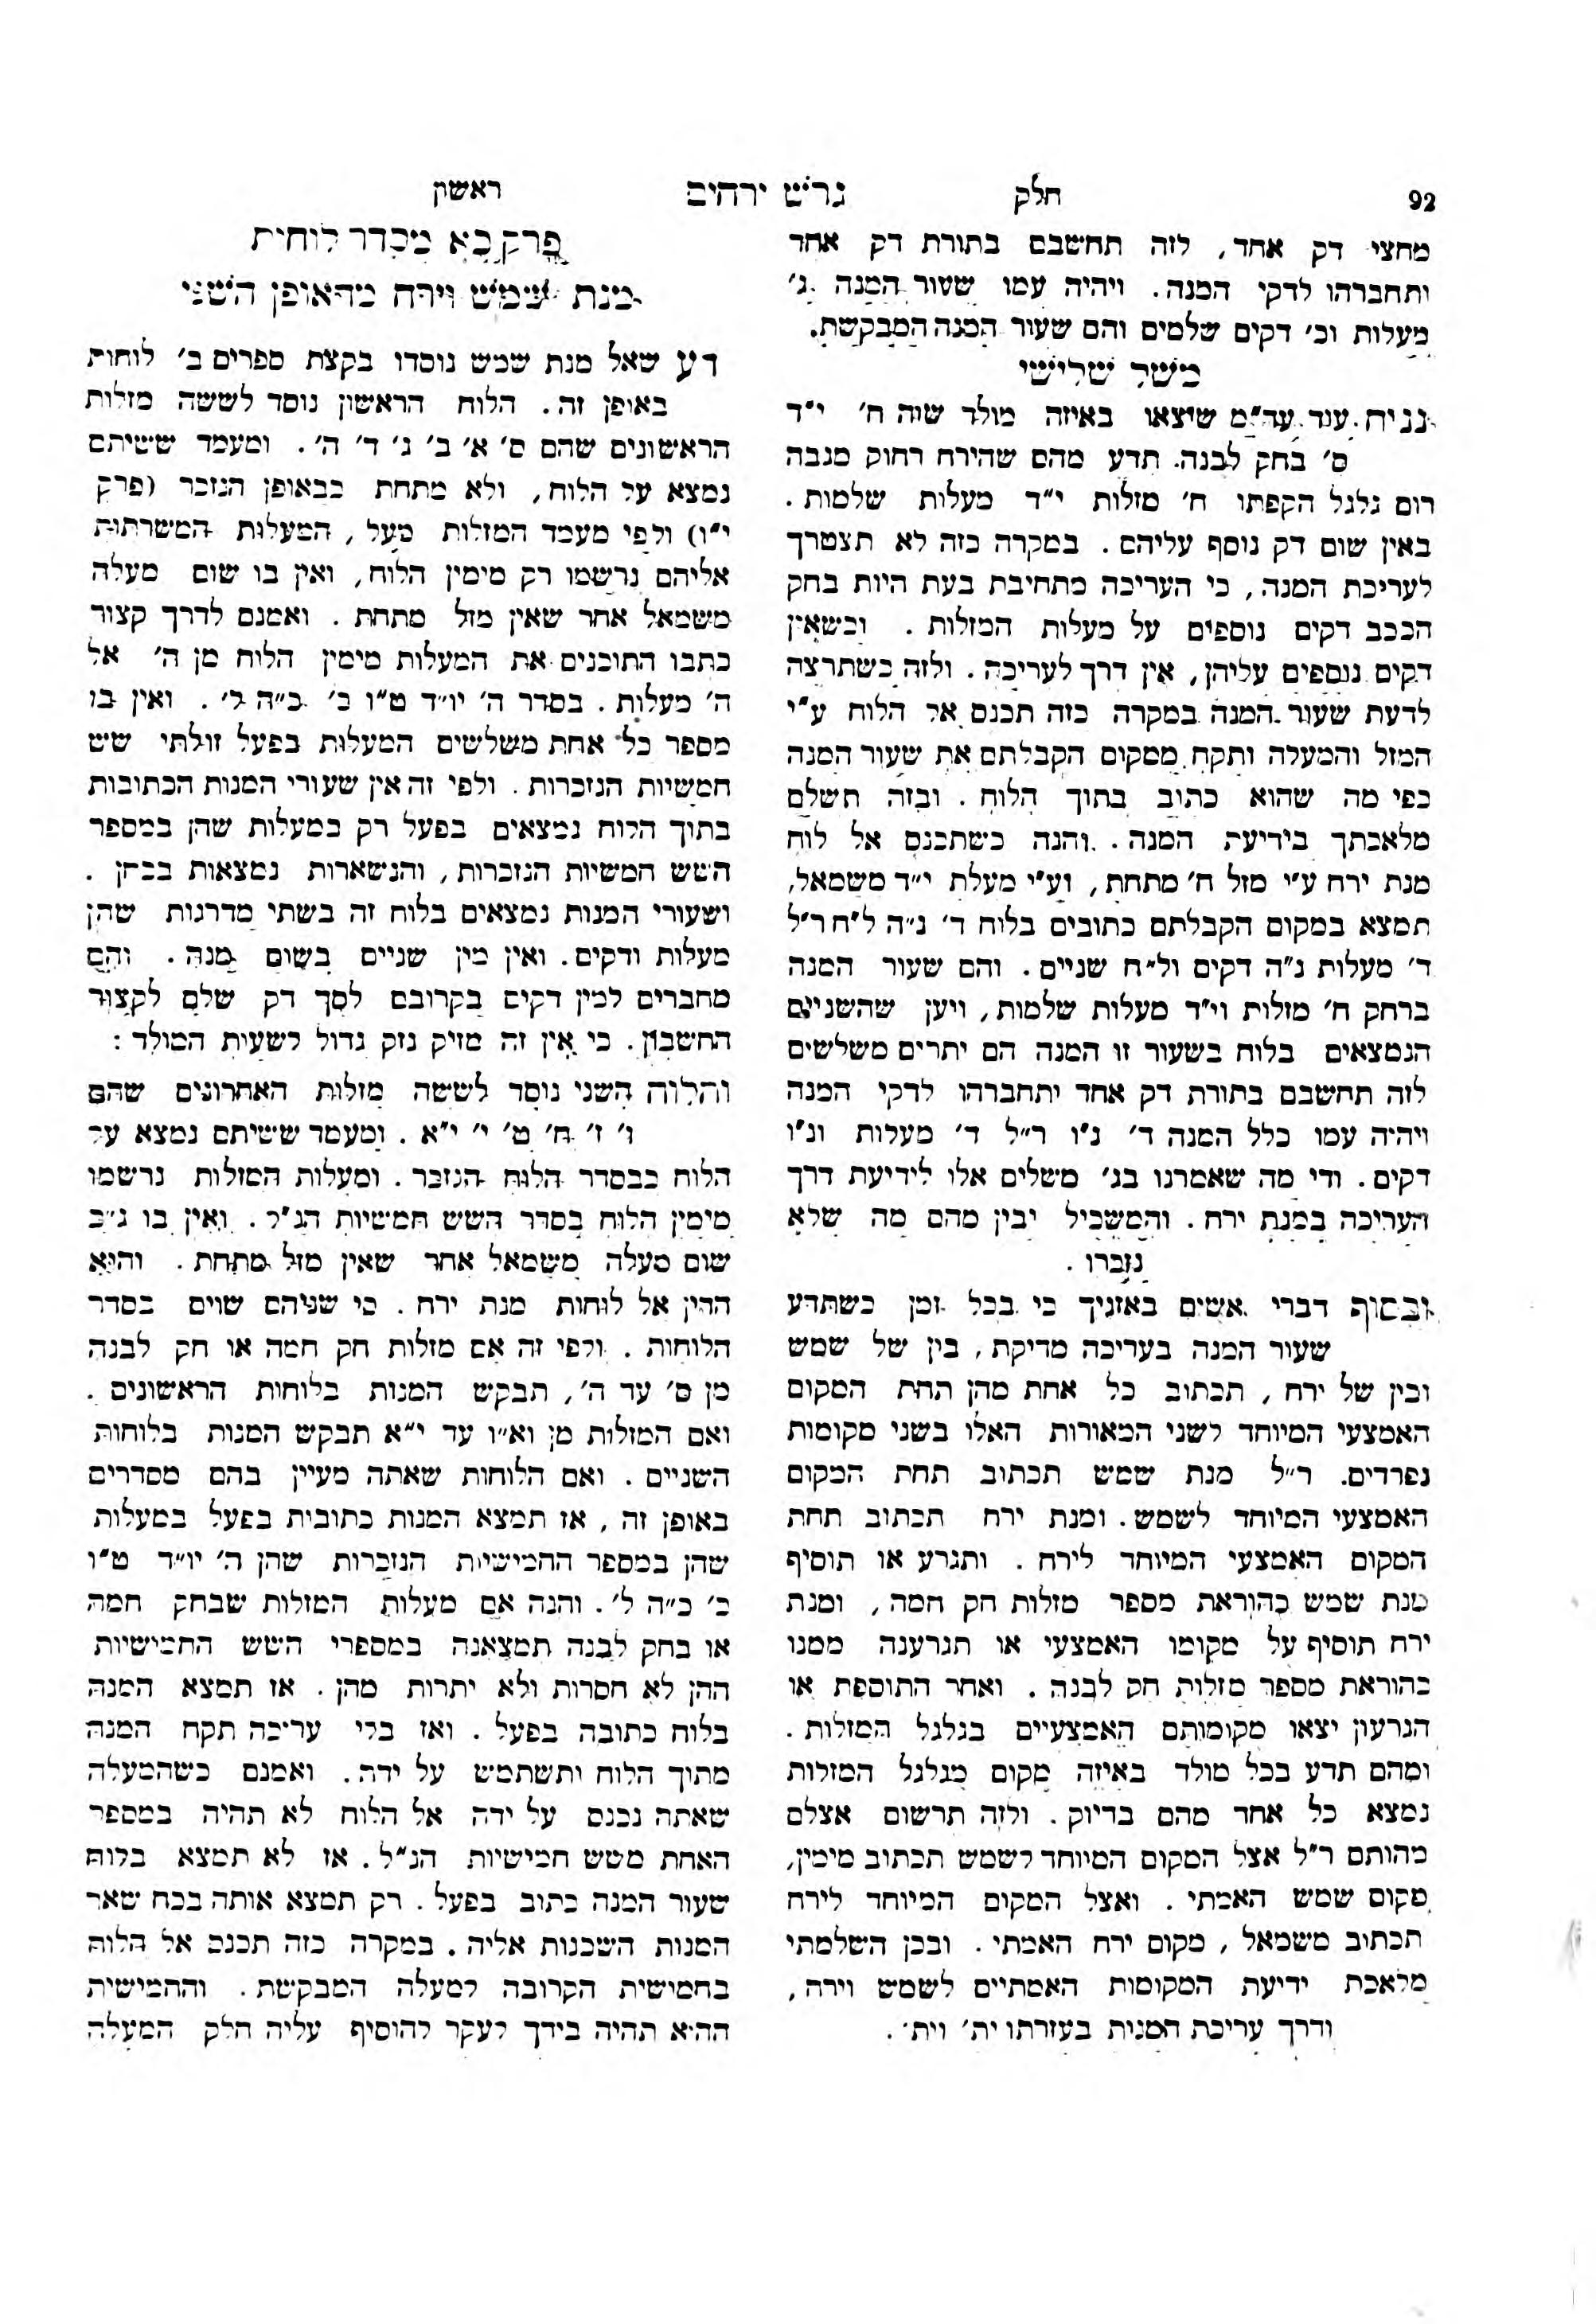 92 חלק גרש ירחים ראשון
מחצי דק אחד, לזה תחשבם בתורת דק אחד
ותחברהו לדקי המנה. ויהיה עמו שעור המנה ג׳
מעלות וכ׳ דקים שלמים והם שעור המנה המבקשת.
משל שלישי
נניח עוד עד״מ שיצאו באיזה מולד שוה ח׳ י״ד
ס׳ בחק לבנה. תדע מהם שהירח רחוק מגבה
רום גלגל הקפתו ח׳ מזלות י״ד מעלות שלמות.
באין שום דק נוסף עליהם. במקרה כזה לא תצטרך
לעריכת המנה, כי העריכה מתחיבת בעת היות בחק
הככב דקים נוספים על מעלות המזלות. וכשאין
דקים נוספים עליהן, אין דרך לעריכה. ולזה כשתרצה
לדעת שעור המנה במקרה כזה תכנס אל הלוח ע״י
המזל והמעלה ותקח ממקום הקבלתם את שעור המנה
כפי מה שהוא כתוב בתוך הלוח. ובזה תשלם
מלאכתך בידיעת המנה. והנה כשתכנס אל לוח
מנת ירח ע״י מזל ח׳ מתחת, וע״י מעלת י״ד משמאל,
תמצא במקום הקבלתם כתובים בלוח ד׳ נ״ה ל״ח ר״ל
ד׳ מעלות נ״ה דקים ול״ח שניים. והם שעור המנה
ברחק ח׳ מזלות וי״ד מעלות שלמות, ויען שהשניים
הנמצאים בלוח בשעור זו המנה הם יתרים משלשים
לזה תחשבם בתורת דק אחד יתחברהו לדקי המנה
ויהיה עמו כלל המנה ד׳ נ״ו ר״ל ד׳ מעלות ונ״ו
דקים. ודי מה שאמרנו בג׳ משלים אלו לידיעת דרך
העריכה במנת ירח. והמשכיל יבין מהם מה שלא
נזכרו.
ובסוף דברי אשים באזניך כי בכל זמן כשתדע
שעור המנה בעריכה מדיקת, בין של שמש
ובין של ירח, תכתוב כל אחת מהן תחת המקום
האמצעי המיוחד לשני המאורות האלו בשני מקומות
נפרדים. ר״ל מנת שמש תכתוב תחת המקום
האמצעי המיוחד לשמש. ומנת ירח תכתוב תחת
המקום האמצעי המיוחד לירח. ותגרע או תוסיף
מנת שמש כהוראת מספר מזלות חק חמה, ומנת
ירח תוסיף על מקומו האמצעי או תגרענה ממנו
כהוראת מספר מזלות חק לבנה. ואחר התוספת או
הגרעון יצאו מקומותם האמצעיים בגלגל המזלות.
ומהם תדע בכל מולד באיזה מקום מגלגל המזלות
נמצא כל אחד מהם בדיוק. ולזה תרשום אצלם
מהותם ר״ל אצל המקום המיוחד לשמש תכתוב מימין,
מקום שמש האמתי. ואצל המקום המיוחד לירח
תכתוב משמאל, מקום ירח האמתי. ובכן השלמתי
מלאכת ידיעת המקומות האמתיים לשמש וירח,
ודרך עריכת המנות בעזרתו ית׳ וית׳.
פרק כא מסדר לוחות
מנת שמש וירח מהאופן השני
דע שאל מנת שמש נוסדו בקצת ספרים ב׳ לוחות
באופן זה. הלוח הראשון נוסד לששה מזלות
הראשונים שהם ס׳ א׳ ב׳ ג׳ ד׳ ה׳. ומעמד ששיתם
נמצא על הלוח, ולא מתחת כבאופן הנזכר (פרק
י״ו) ולפי מעמד המזלות מעל, המעלות המשרתות
אליהם נרשמו רק מימין הלוח, ואין בו שום מעלה
משמאל אחר שאין מזל מתחת. ואמנם לדרך קצור
כתבו התוכנים את המעלות מימין הלוח מן ה׳ אל
ה׳ מעלות. כסדר ה׳ יו״ד ט״ו כ׳ כ״ה ל׳. ואין בו
מספר כל אחת משלשים המעלות בפעל זולתי שש
חמשיות הנזכרות. ולפי זה אין שעורי המנות הכתובות
בתוך הלוח נמצאים בפעל רק במעלות שהן במספר
השש חמשיות הנזכרות, והנשארות נמצאות בכח.
ושעורי המנות נמצאים בלוח זה בשתי מדרגות שהן
מעלות ודקים. ואין מין שניים בשום מנה. והם
מחברים למין דקים בקרובם לסך דק שלם לקצור
החשבון. כי אין זה מזיק נזק גדול לשעות המולד:
והלוח השני נוסד לששה מזלות האחרונים שהם
ו׳ ז׳ ח׳ ט׳ י׳ י״א. ומעמד ששיתם נמצא על
הלוח כבסדר הלוח הנזכר. ומעלות המזלות נרשמו
מימין הלוח בסדר השש חמשיות הנ״ל. ואין בו ג״כ
שום מעלה משמאל אחר שאין מזל מתחת. והוא
הדין אל לוחות מנת ירח. כי שניהם שוים בסדר
הלוחות. ולפי זה אם מזלות חק חמה או חק לבנה
מן ס׳ עד ה׳, תבקש המנות בלוחות הראשונים.
ואם המזלות מן וא״ו עד י״א תבקש המנות בלוחות
השניים. ואם הלוחות שאתה מעיין בהם מסדרים
באופן זה, אז תמצא המנות כתובות בפעל במעלות
שהן במספר החמישיות הנזכרות שהן ה׳ יו״ד ט״ו
כ׳ כ״ה ל׳. והנה אם מעלות המזלות שבחק חמה
או בחק לבנה תמצאנה במספרי השש החמישיות
ההן לא חסרות ולא יתרות מהן. אז תמצא המנה
בלוח כתובה בפעל. ואז בלי עריכה תקח המנה
מתוך הלוח ותשתמש על ידה. ואמנם כשהמעלה
שאתה נכנס על ידה אל הלוח לא תהיה במספר
האחת משש חמישיות הנ״ל. אז לא תמצא בלוח
שעור המנה כתוב בפעל. רק תמצא אותה בכח שאר
המנות השכנות אליה. במקרה כזה תכנס אל הלוח
בחמישית הקרובה למעלה המבקשת. והחמישית
ההיא תהיה בידך לעקר להוסיף עליה חלק המעלה